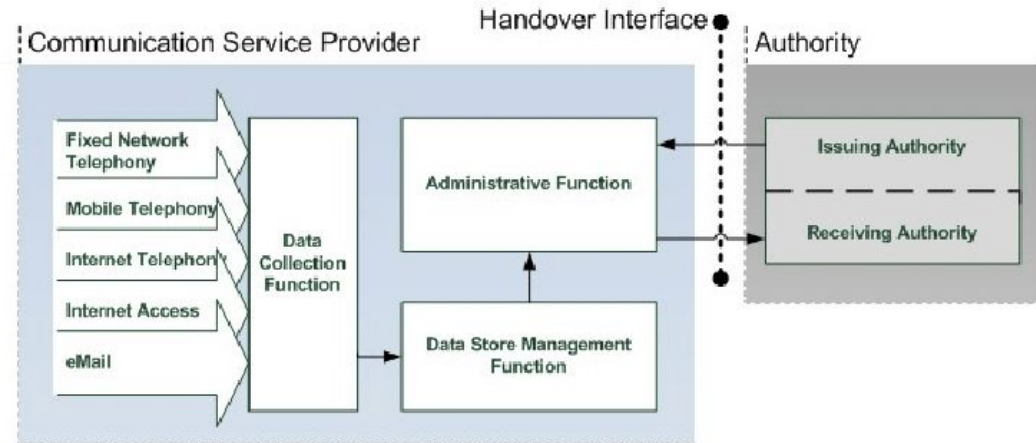 Handover Interface
Communication Service Provider
Authority
Fixed Network
Telephony
Mobile Telephony
Internet Telephony
Internet Access
eMail
Data
Collection
Function
Administrative Function
Data Store Management
Function
Issuing Authority
Receiving Authority